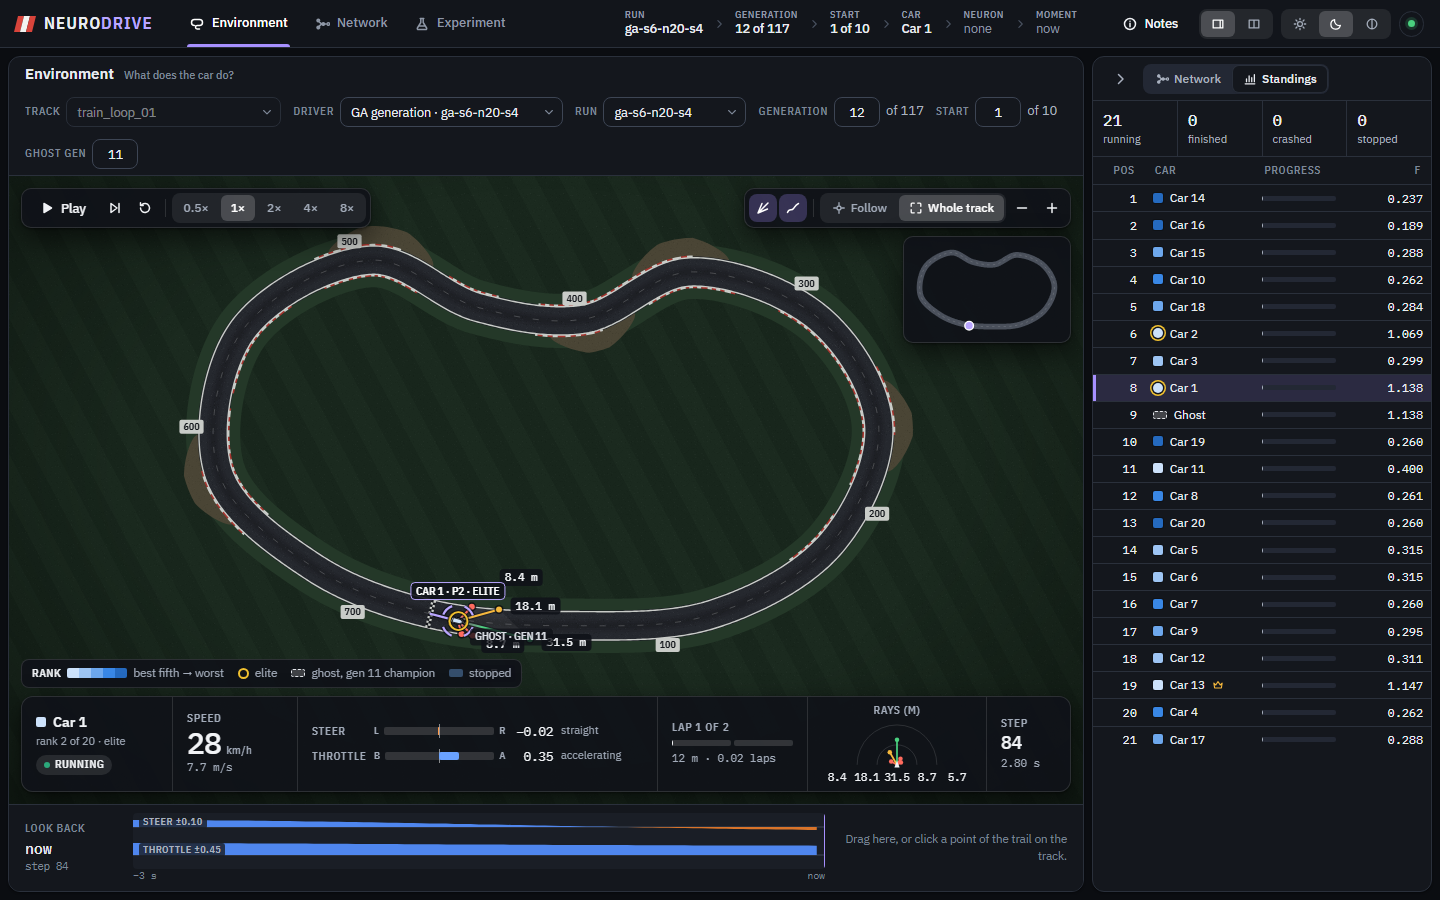 NEURODRIVE
Environment
Network
Experiment
RUN
ga-s6-n20-s4
GENERATION
12 of 117
START
1 of 10
CAR
Car 1
NEURON
none
MOMENT
now
Notes
Environment What does the car do?
TRACK train_loop_01 DRIVER GA generation · ga-s6-n20-s4 RUN ga-s6-n20-s4 GENERATION 12 of 117 START 1 of 10
GHOST GEN 11
Play 0.5× 1× 2× 4× 8×
Follow Whole track
500
400
300
600
200
700
100
8.4 m
CAR 1 · P2 · ELITE
18.1 m
GHOST · GEN 11
31.5 m
RANK best fifth → worst elite ghost, gen 11 champion stopped
Car 1
rank 2 of 20 · elite
RUNNING
SPEED
28 km/h
7.7 m/s
STEER L R −0.02 straight
THROTTLE B A 0.35 accelerating
LAP 1 OF 2
12 m · 0.02 laps
RAYS (M)
8.4 18.1 31.5 8.7 5.7
STEP
84
2.80 s
LOOK BACK
now
step 84
STEER ±0.10
THROTTLE ±0.45
−3 s
now
Drag here, or click a point of the trail on the
track.
Network Standings
21 running
0 finished
0 crashed
0 stopped
POS CAR PROGRESS F
1 Car 14 0.237
2 Car 16 0.189
3 Car 15 0.288
4 Car 10 0.262
5 Car 18 0.284
6 Car 2 1.069
7 Car 3 0.299
8 Car 1 1.138
9 Ghost 1.138
10 Car 19 0.260
11 Car 11 0.400
12 Car 8 0.261
13 Car 20 0.260
14 Car 5 0.315
15 Car 6 0.315
16 Car 7 0.260
17 Car 9 0.295
18 Car 12 0.311
19 Car 13 1.147
20 Car 4 0.262
21 Car 17 0.288